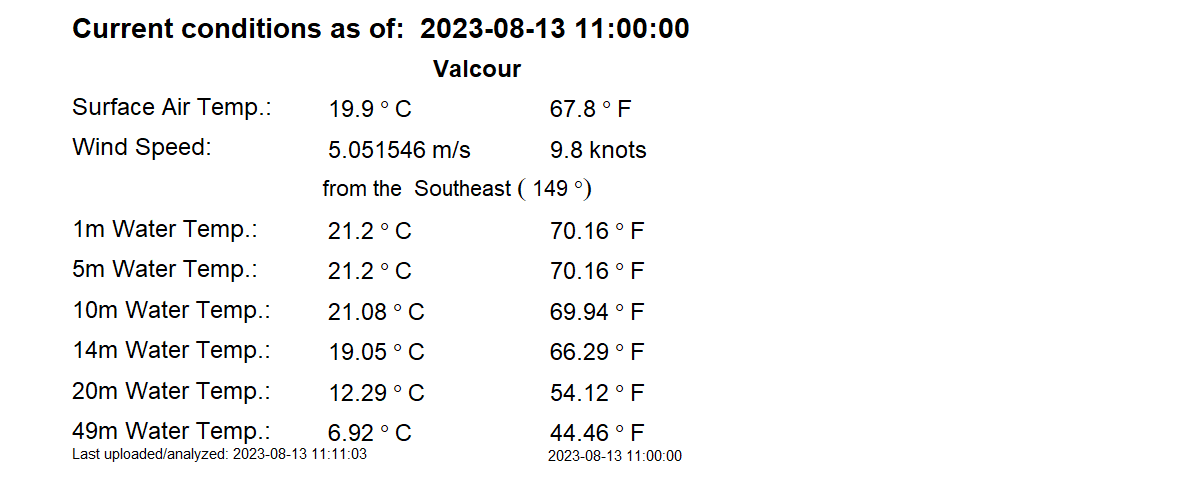 Current conditions as of: 2023-08-13 11:00:00
Valcour
Surface Air Temp.: 19.9 ° C 67.8 ° F
Wind Speed: 5.051546 m/s 9.8 knots
from the Southeast ( 149 °)
1m Water Temp.: 21.2 ° C 70.16 ° F
5m Water Temp.: 21.2 ° C 70.16 ° F
10m Water Temp.: 21.08 ° C 69.94 ° F
14m Water Temp.: 19.05 ° C 66.29 ° F
20m Water Temp.: 12.29 ° C 54.12 ° F
49m Water Temp.: 6.92 ° C 44.46 ° F
Last uploaded/analyzed: 2023-08-13 11:11:03 2023-08-13 11:00:00